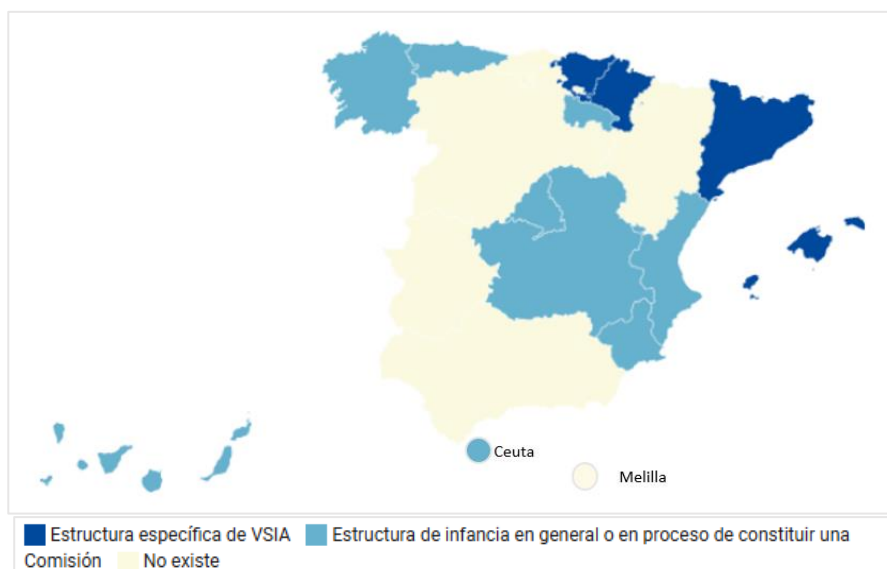 Ceuta
Melilla
Estructura específica de VSIA Estructura de infancia en general o en proceso de constituir una
Comisión No existe